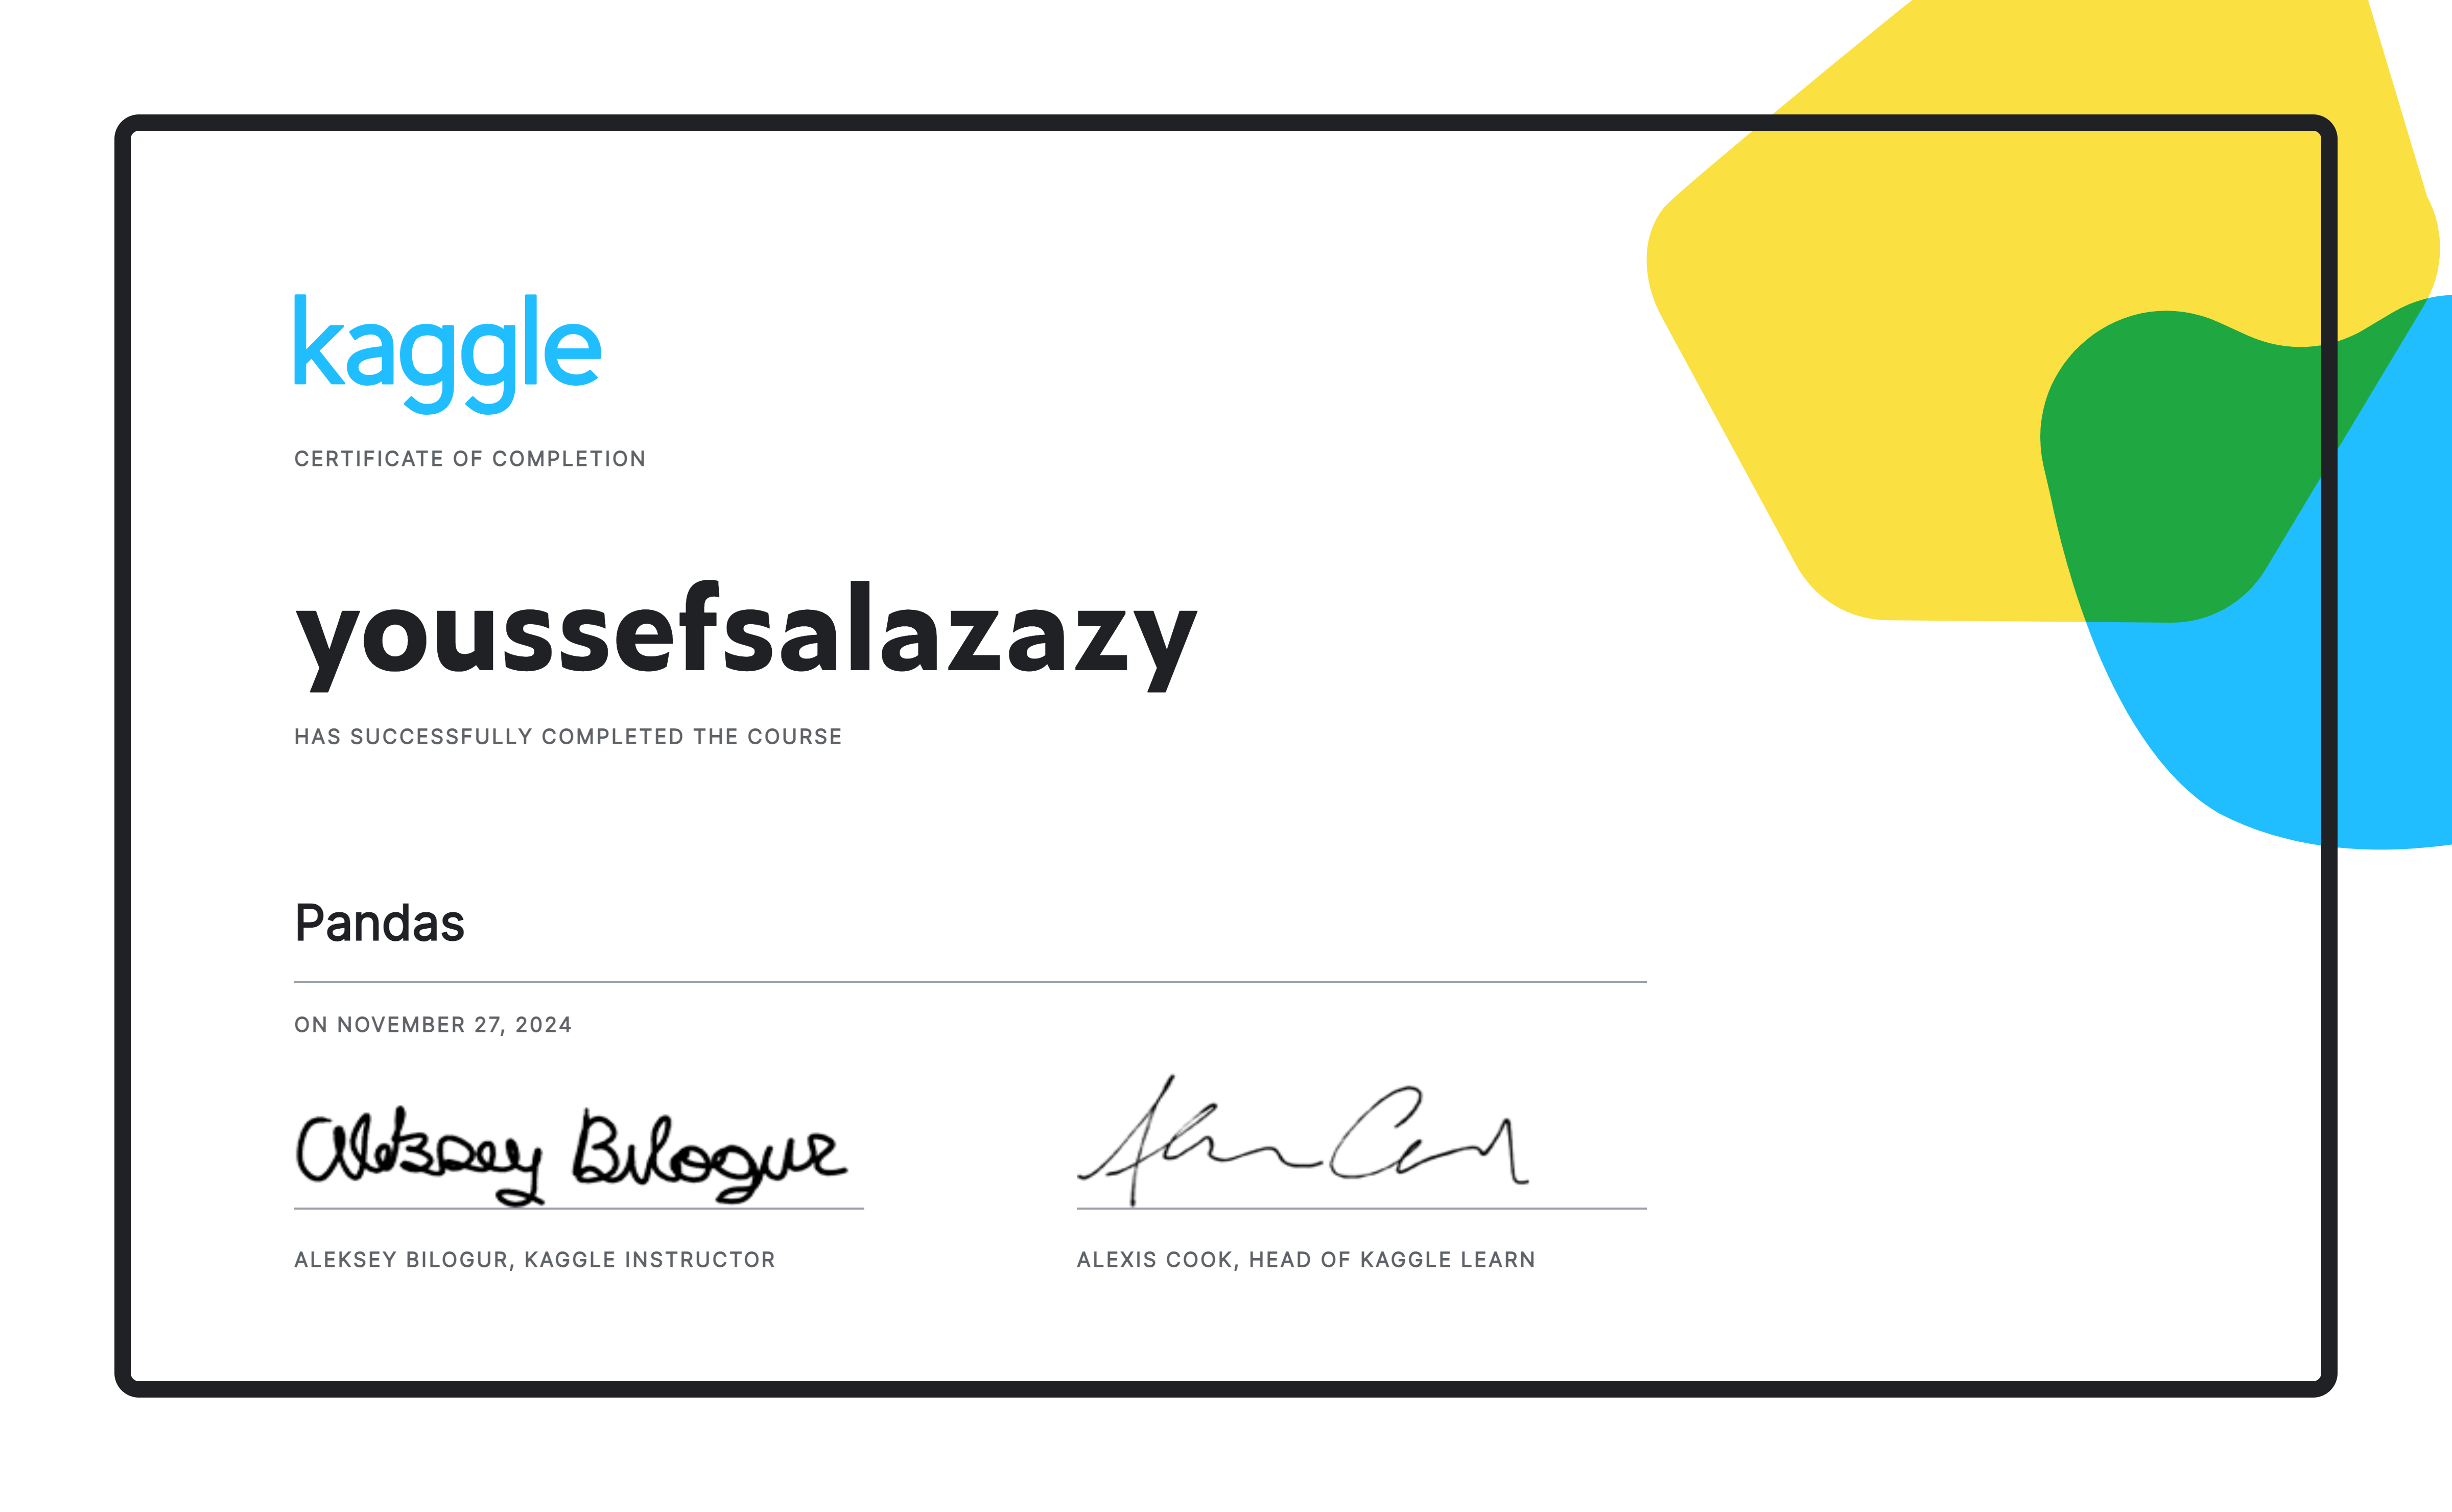 kaggle
CERTIFICATE OF COMPLETION
youssefsalazazy
HAS SUCCESSFULLY COMPLETED THE COURSE
Pandas
ON NOVEMBER 27, 2024
Aleksey Bilogur
ALEKSEY BILOGUR, KAGGLE INSTRUCTOR
ALEXIS COOK, HEAD OF KAGGLE LEARN